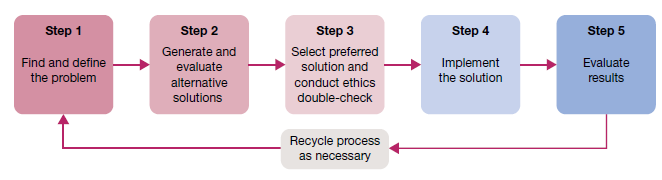 Step 1
Find and define
the problem
Step 2
Generate and
evaluate
alternative
solutions
Step 3
Select preferred
solution and
conduct ethics
double-check
Step 4
Implement
the solution
Step 5
Evaluate
results
Recycle process
as necessary